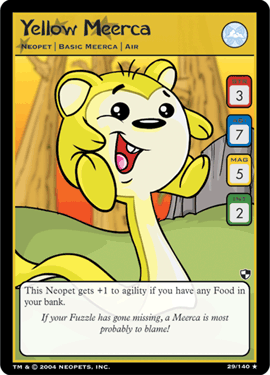 Yellow Meerca
Neopet | Basic Meerca | Air
3
7
MAG
5
INT
2
This Neopet gets +1 to agility if you have any Food in
your bank.
If your Fuzzle has gone missing, a Meerca is most
probably to blame!
TM & © 2004 NEOPETS, INC.
29/140 ★